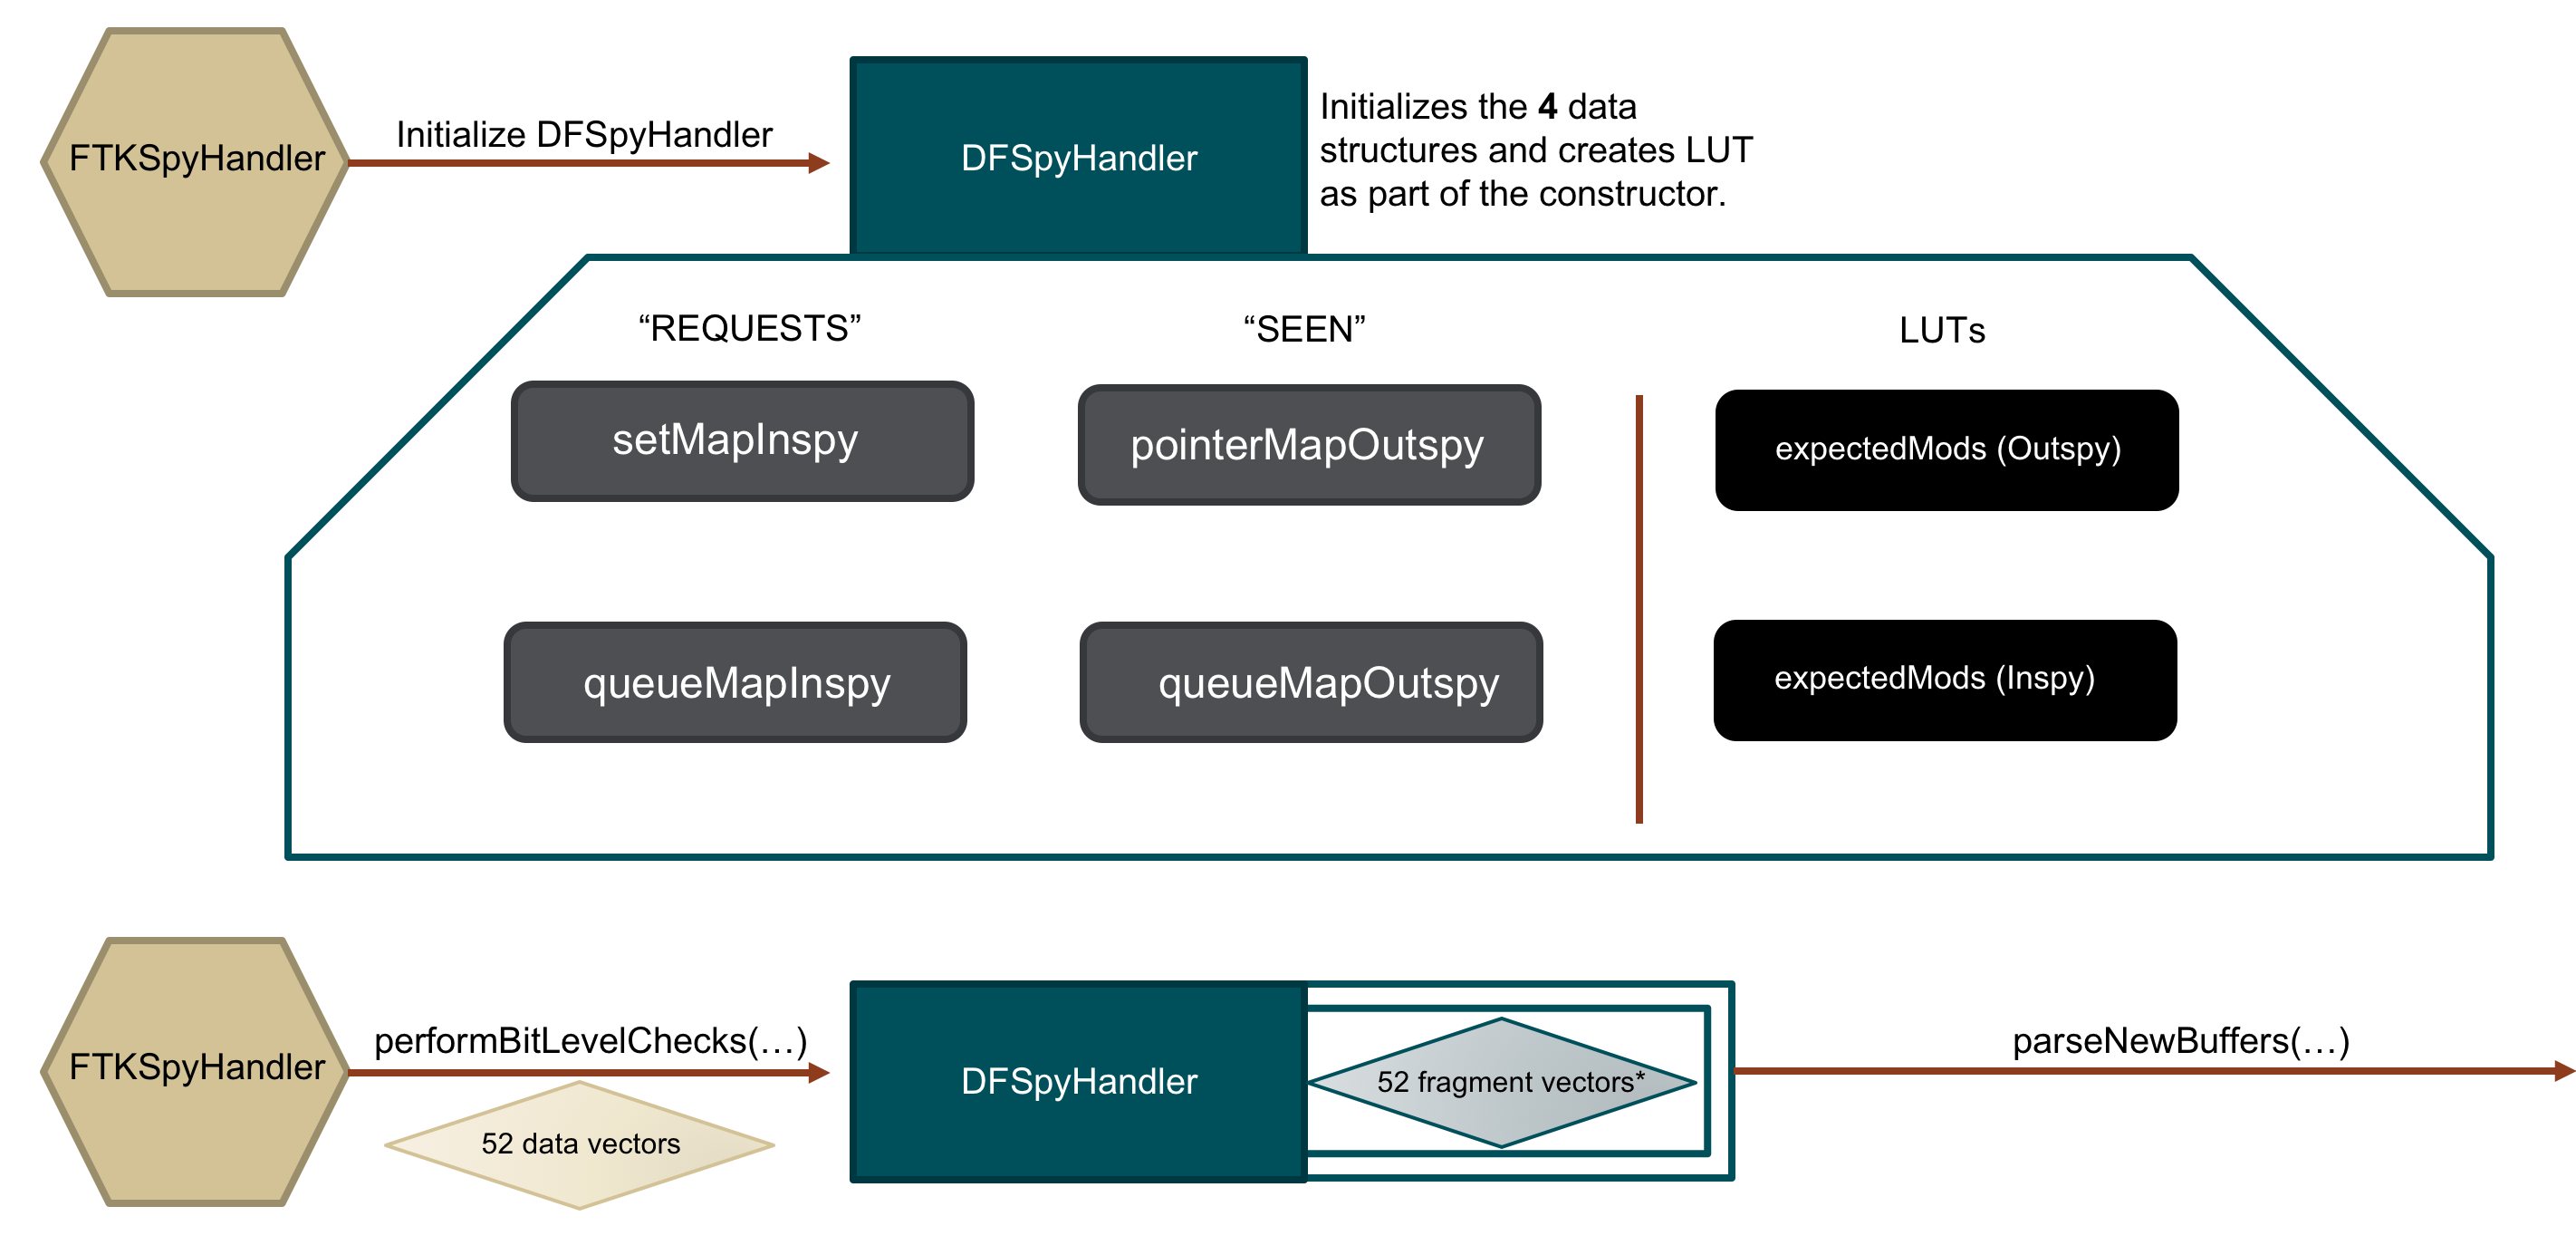 FTKSpyHandler
Initialize DFSpyHandler
DFSpyHandler
Initializes the 4 data
structures and creates LUT
as part of the constructor.
“REQUESTS”
“SEEN”
LUTs
setMapInspy
pointerMapOutspy
expectedMods (Outspy)
queueMapInspy
queueMapOutspy
expectedMods (Inspy)
FTKSpyHandler
performBitLevelChecks(...)
52 data vectors
DFSpyHandler
52 fragment vectors*
parseNewBuffers(...)